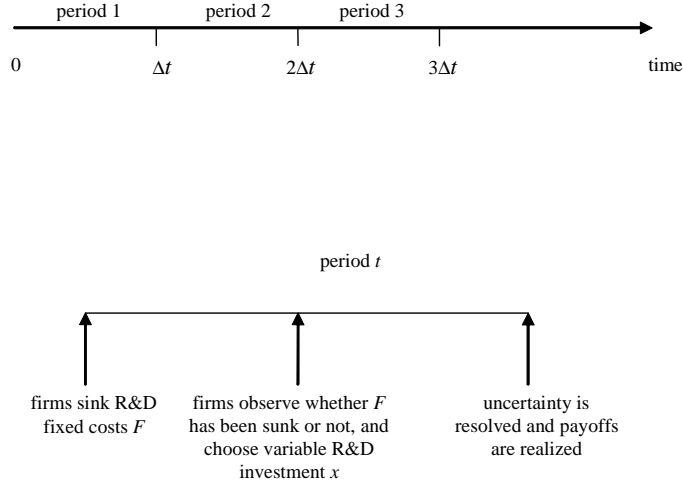 period 1 period 2 period 3
0 Δt 2Δt 3Δt time
period t
firms sink R&D
fixed costs F
firms observe whether F
has been sunk or not, and
choose variable R&D
investment x
uncertainty is
resolved and payoffs
are realized